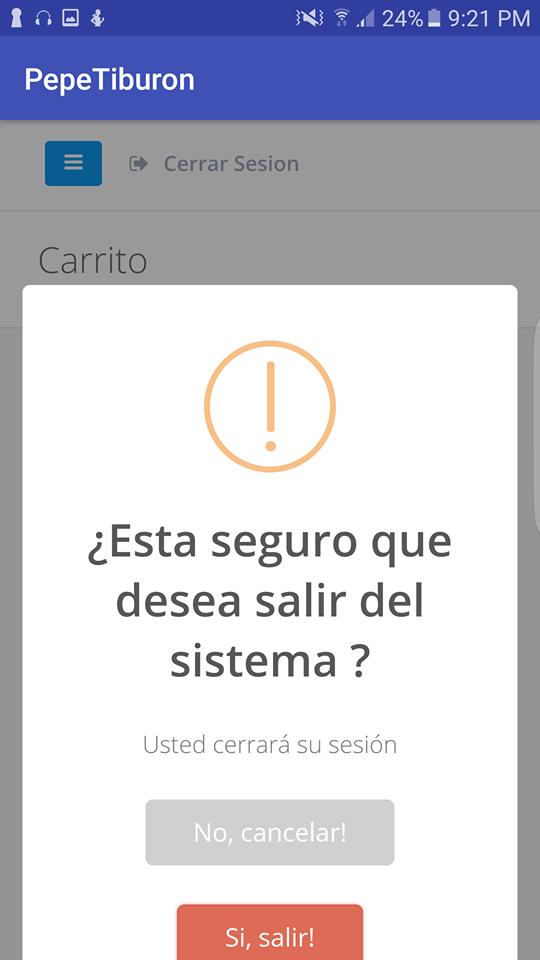 24% 9:21 PM
PepeTiburon
Cerrar Sesion
Carrito
¿Esta seguro que
desea salir del
sistema ?
Usted cerrará su sesión
No, cancelar!
Si, salir!